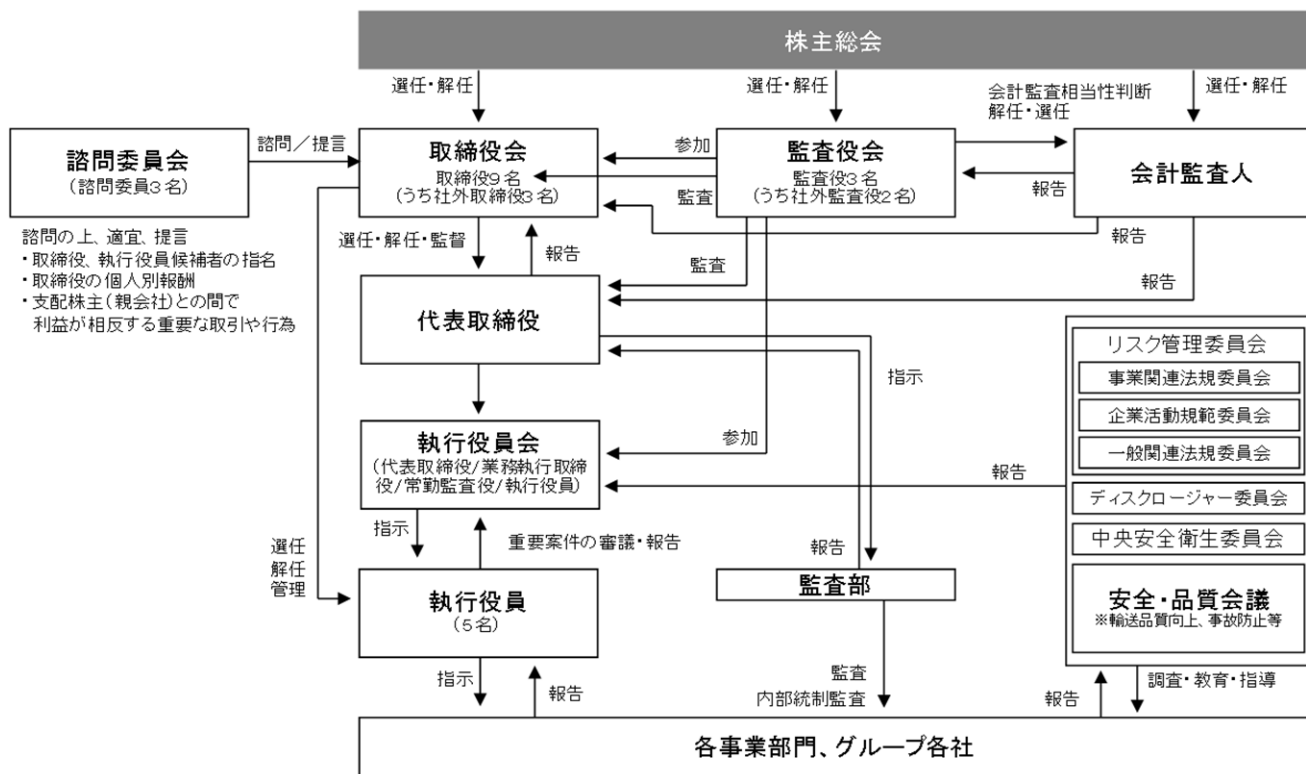 株主総会
選任・解任
選任・解任
会計監査相当性判断
解任・選任
選任・解任
諮問委員会
(諮問委員3名)
諮問／提言
取締役会
取締役9名
(うち社外取締役3名)
参加
監査
監査役会
監査役3名
(うち社外監査役2名)
報告
会計監査人
諮問の上、適宜、提言
・取締役、執行役員候補者の指名
・取締役の個人別報酬
・支配株主(親会社)との間で
利益が相反する重要な取引や行為
選任・解任・監督
報告
監査
報告
報告
代表取締役
指示
リスク管理委員会
事業関連法規委員会
企業活動規範委員会
一般関連法規委員会
ディスクロージャー委員会
中央安全衛生委員会
安全・品質会議
※輸送品質向上、事故防止等
執行役員会
(代表取締役/業務執行取締
役/常勤監査役/執行役員)
参加
報告
指示
重要案件の審議・報告
報告
選任
解任
管理
執行役員
(5名)
監査部
指示
報告
監査
内部統制監査
報告
調査・教育・指導
各事業部門、グループ各社